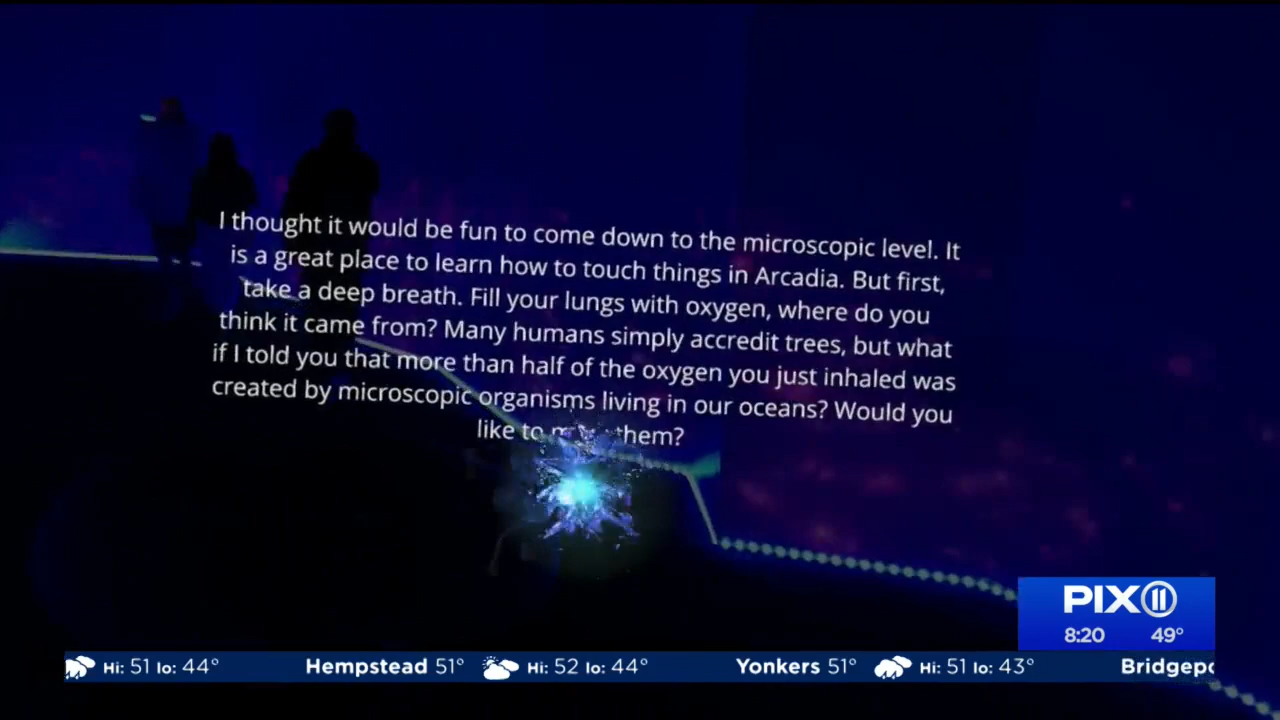 I thought it would be fun to come down to the microscopic level. It
is a great place to learn how to touch things in Arcadia. But first,
take a deep breath. Fill your lungs with oxygen, where do you
think it came from? Many humans simply accredit trees, but what
if I told you that more than half of the oxygen you just inhaled was
created by microscopic organisms living in our oceans? Would you
like to them?
PIX11
8:20 49°
Hi: 51 lo: 44° Hempstead 51° Hi: 52 lo: 44° Yonkers 51° Hi: 51 lo: 43° Bridgepo